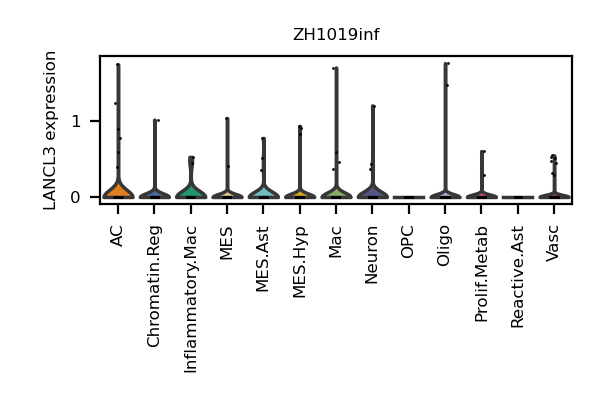 ZH1019inf
LANCL3 expression
1
0
AC
Chromatin.Reg
Inflammatory.Mac
MES
MES.Ast
MES.Hyp
Mac
Neuron
OPC
Oligo
Prolif.Metab
Reactive.Ast
Vasc